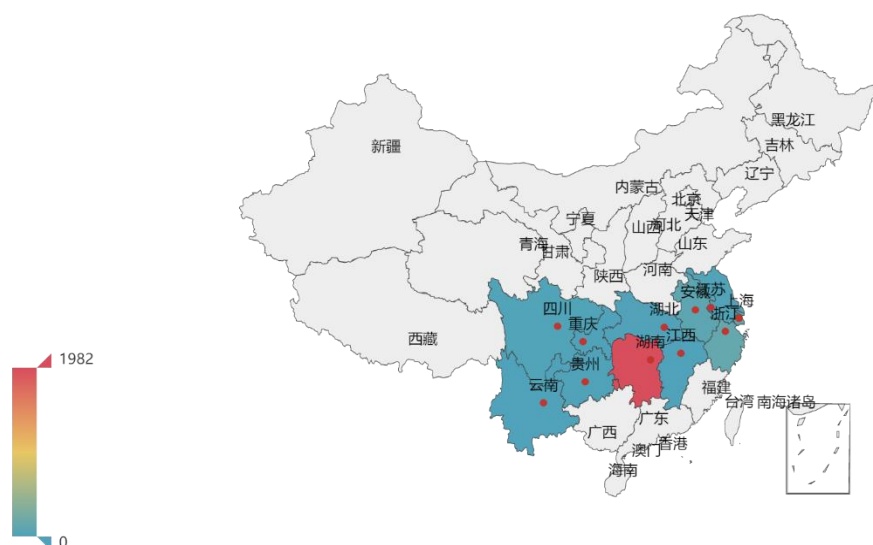 黑龙江
吉林
新疆
辽宁
内蒙古
北京
天津
宁夏
山西
河北
山东
青海
甘肃
河南
陕西
安徽
江苏
上海
四川
湖北
浙江
重庆
江西
西藏
湖南
1982
贵州
云南
福建
台湾
南海诸岛
广东
广西
香港
澳门
海南
0